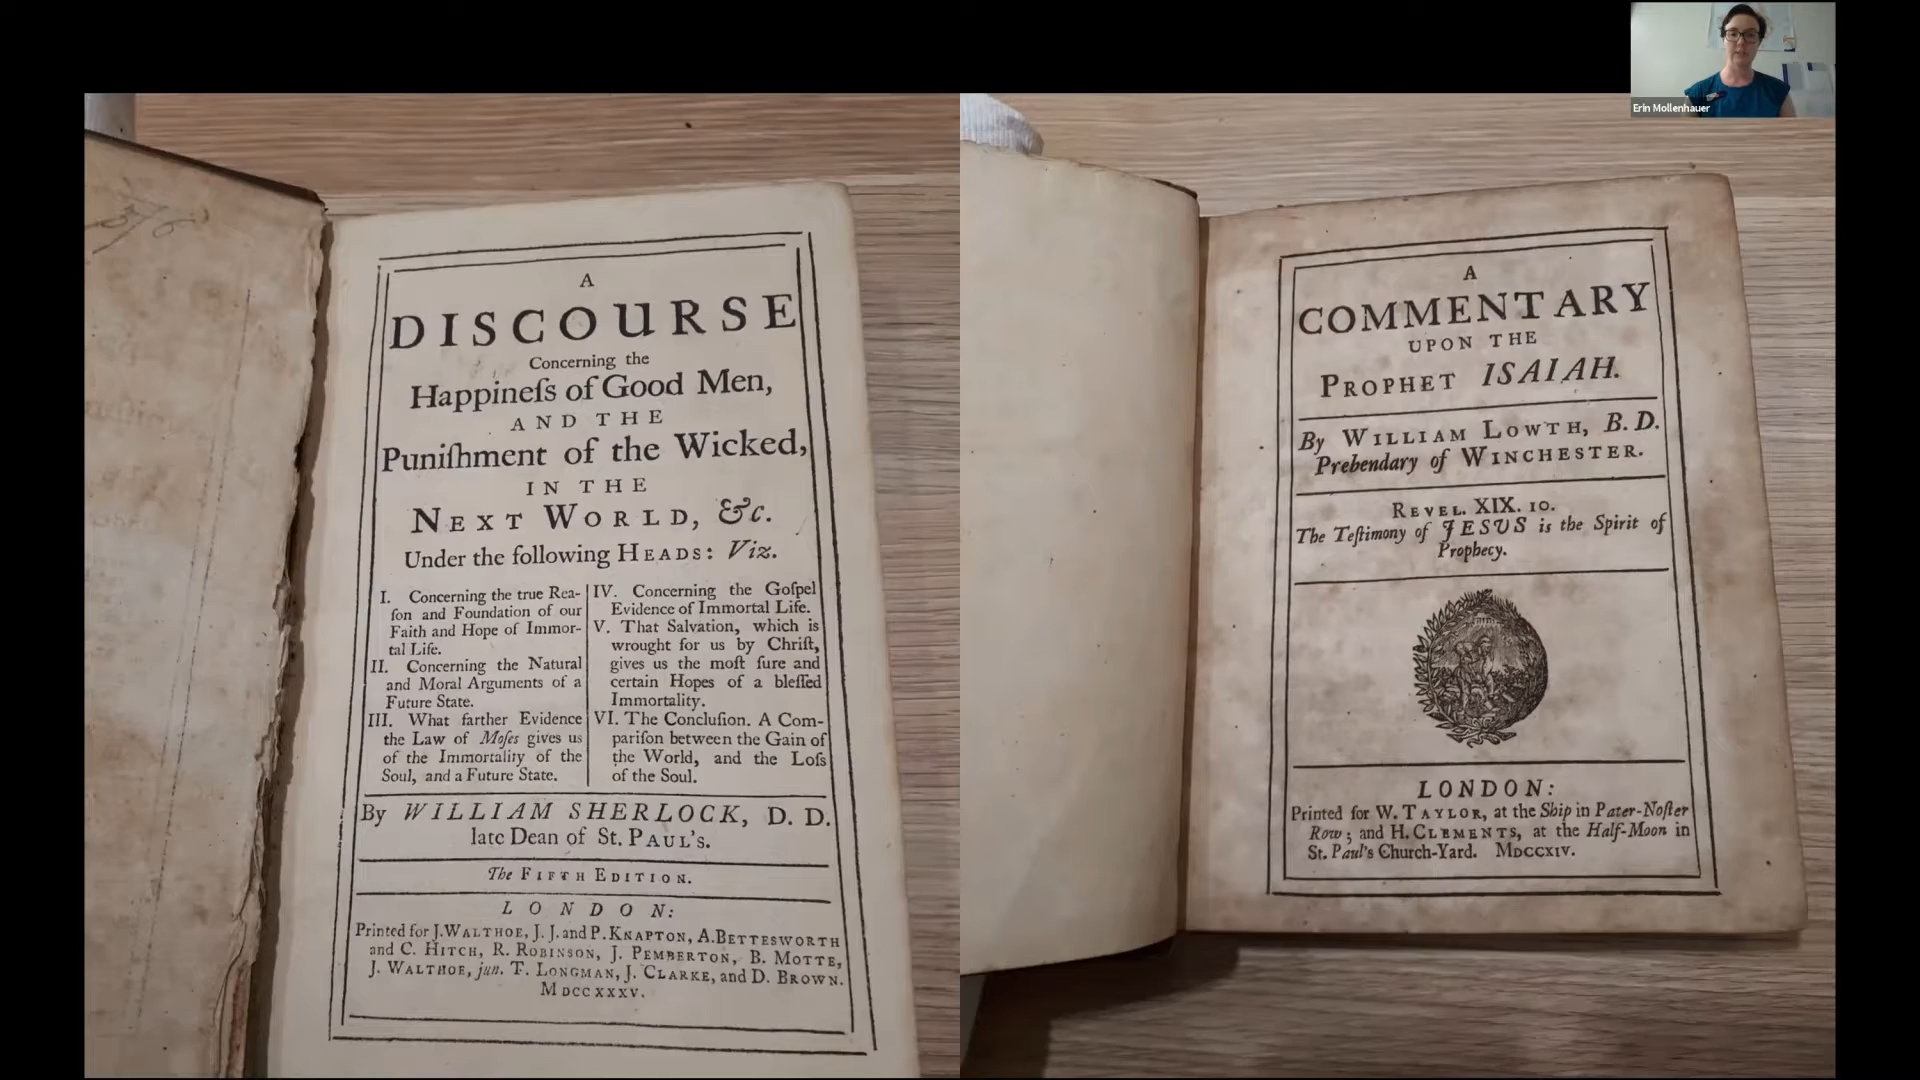 Erin Mollenhauer
A
DISCOURSE
Concerning the
Happineſs of Good Men,
AND THE
Puniſhment of the Wicked,
IN THE
NEXT WORLD, &c.
Under the following HEADS: Viz.
I. Concerning the true Rea-
ſon and Foundation of our
Faith and Hope of Immor-
tal Life.
II. Concerning the Natural
and Moral Arguments of a
Future State.
III. What farther Evidence
the Law of Moſes gives us
of the Immortality of the
Soul, and a Future State.
IV. Concerning the Goſpel
Evidence of Immortal Life.
V. That Salvation, which is
wrought for us by Chriſt,
gives us the moſt ſure and
certain Hopes of a bleſſed
Immortality.
VI. The Concluſion. A Com-
pariſon between the Gain of
the World, and the Loſs
of the Soul.
By WILLIAM SHERLOCK, D. D.
late Dean of St. PAUL's.
The FIFTH EDITION.
LONDON:
Printed for J. WALTHOE, J. J. and P. KNAPTON, A. BETTESWORTH
and C. HITCH, R. ROBINSON, J. PEMBERTON, B. MOTTE,
J. WALTHOE, jun. T. LONGMAN, J. CLARKE, and D. BROWN.
MDCCXXXV.
A
COMMENTARY
UPON THE
PROPHET ISAIAH.
By WILLIAM LOWTH, B. D.
Prebendary of WINCHESTER.
REVEL. XIX. 10.
The Teſtimony of JESUS is the Spirit of
Prophecy.
LONDON:
Printed for W. TAYLOR, at the Ship in Pater-Noſter
Row; and H. CLEMENTS, at the Half-Moon in
St. Paul's Church-Yard. MDCCXIV.